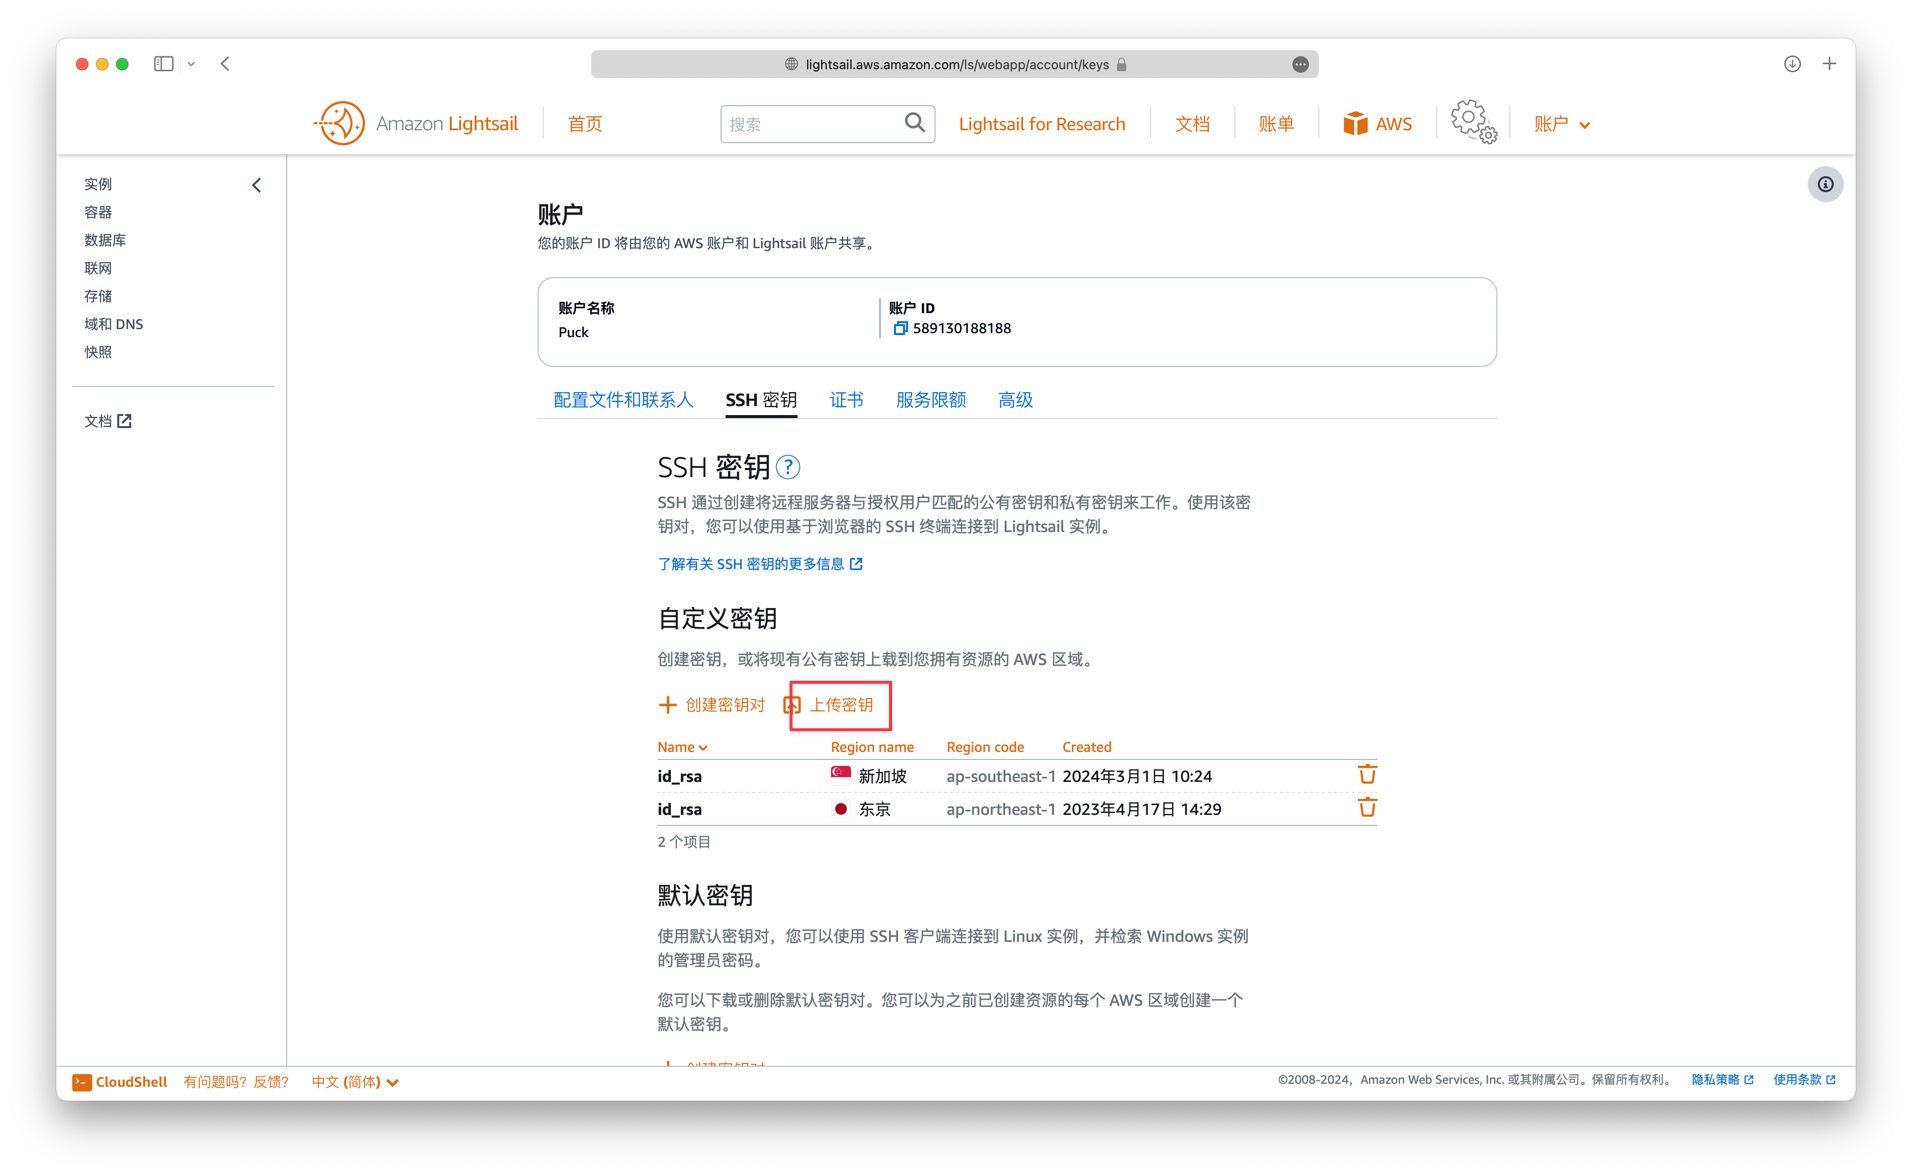 lightsail.aws.amazon.com/ls/webapp/account/keys
Amazon Lightsail
首页
搜索
Lightsail for Research
文档
账单
AWS
账户
实例
容器
数据库
联网
存储
域和 DNS
快照
文档
账户
您的账户 ID 将由您的 AWS 账户和 Lightsail 账户共享。
账户名称
Puck
账户 ID
589130188188
配置文件和联系人
SSH 密钥
证书
服务限额
高级
SSH 密钥
SSH 通过创建将远程服务器与授权用户匹配的公有密钥和私有密钥来工作。使用该密
钥对，您可以使用基于浏览器的 SSH 终端连接到 Lightsail 实例。
了解有关 SSH 密钥的更多信息
自定义密钥
创建密钥，或将现有公有密钥上载到您拥有资源的 AWS 区域。
创建密钥对
上传密钥
Name Region name Region code Created
id_rsa 新加坡 ap-southeast-1 2024年3月1日 10:24
id_rsa 东京 ap-northeast-1 2023年4月17日 14:29
2 个项目
默认密钥
使用默认密钥对，您可以使用 SSH 客户端连接到 Linux 实例，并检索 Windows 实例
的管理员密码。
您可以下载或删除默认密钥对。您可以为之前已创建资源的每个 AWS 区域创建一个
默认密钥。
创建密钥对
CloudShell
有问题吗？反馈？
中文 (简体)
©2008-2024，Amazon Web Services, Inc. 或其附属公司。保留所有权利。
隐私策略
使用条款